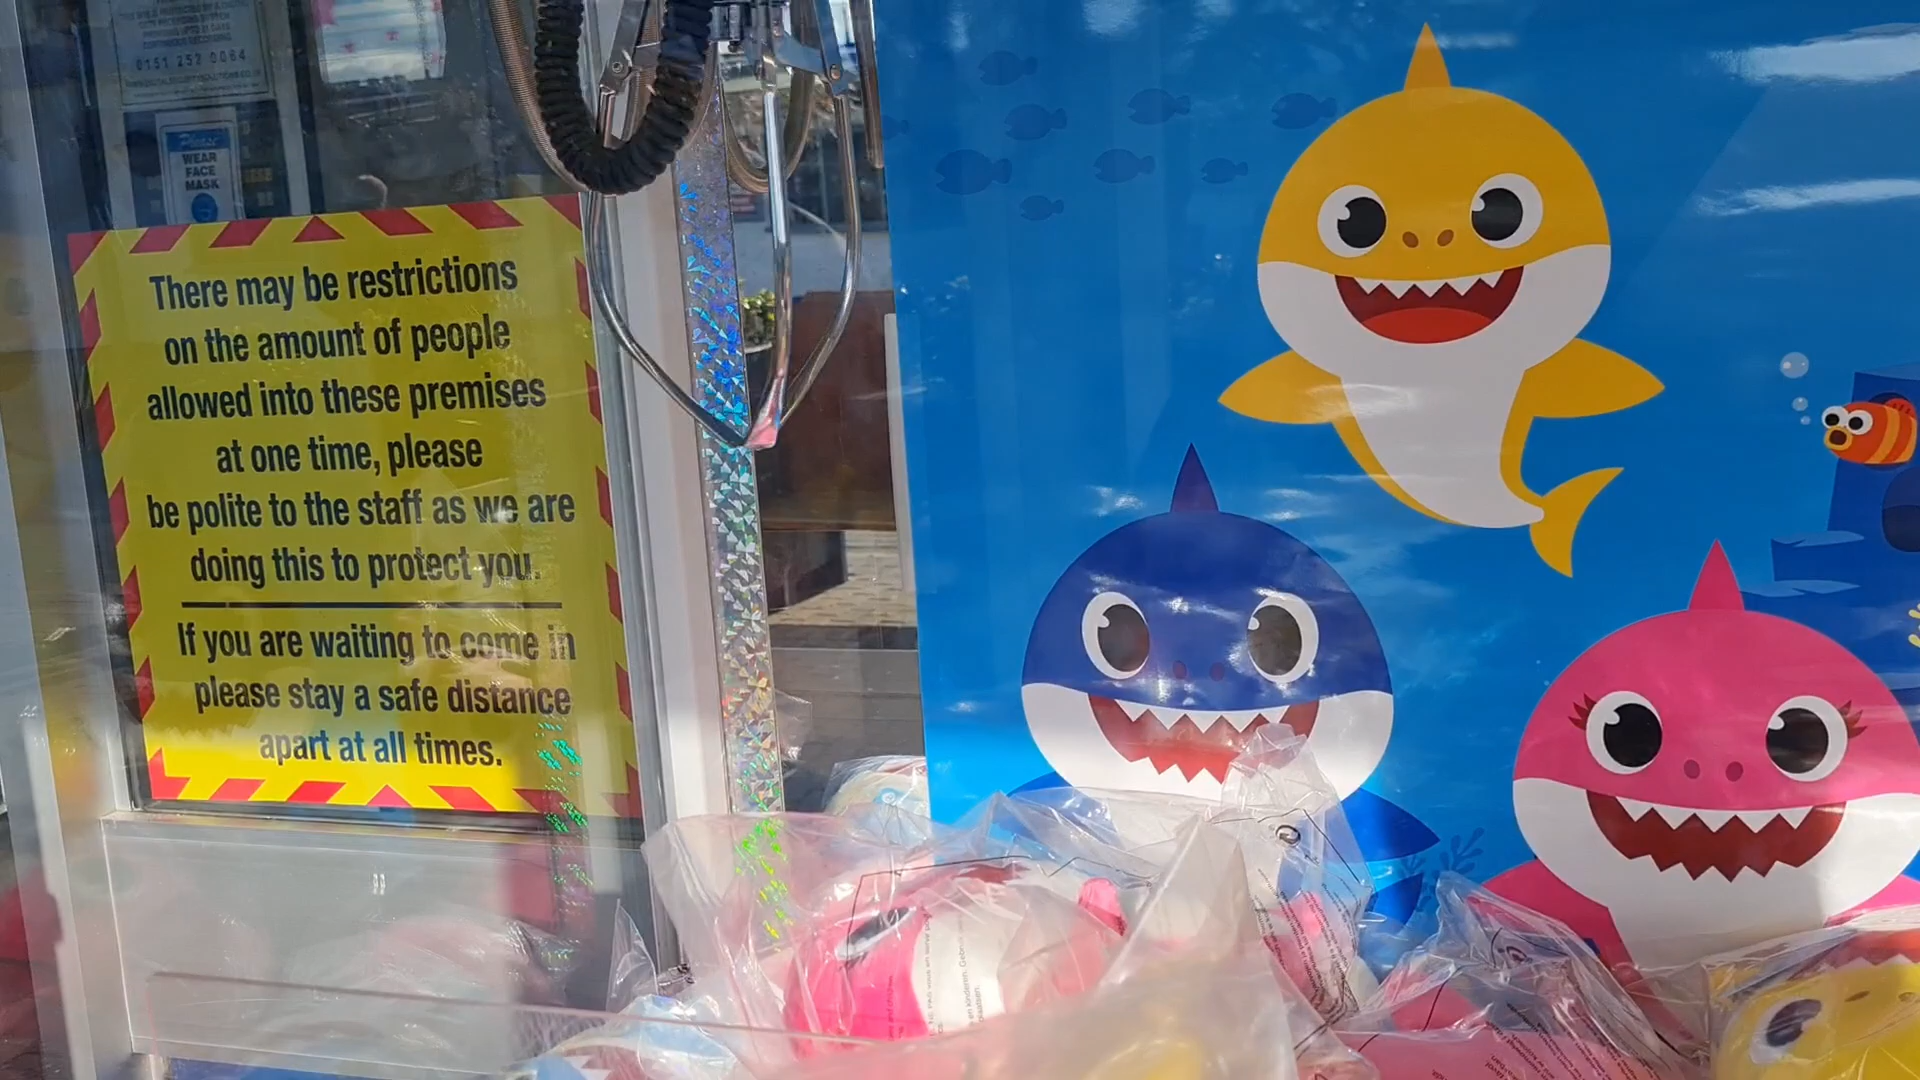 0151 252 0064
Please
WEAR
FACE
MASK
There may be restrictions
on the amount of people
allowed into these premises
at one time, please
be polite to the staff as we are
doing this to protect you.
If you are waiting to come in
please stay a safe distance
apart at all times.